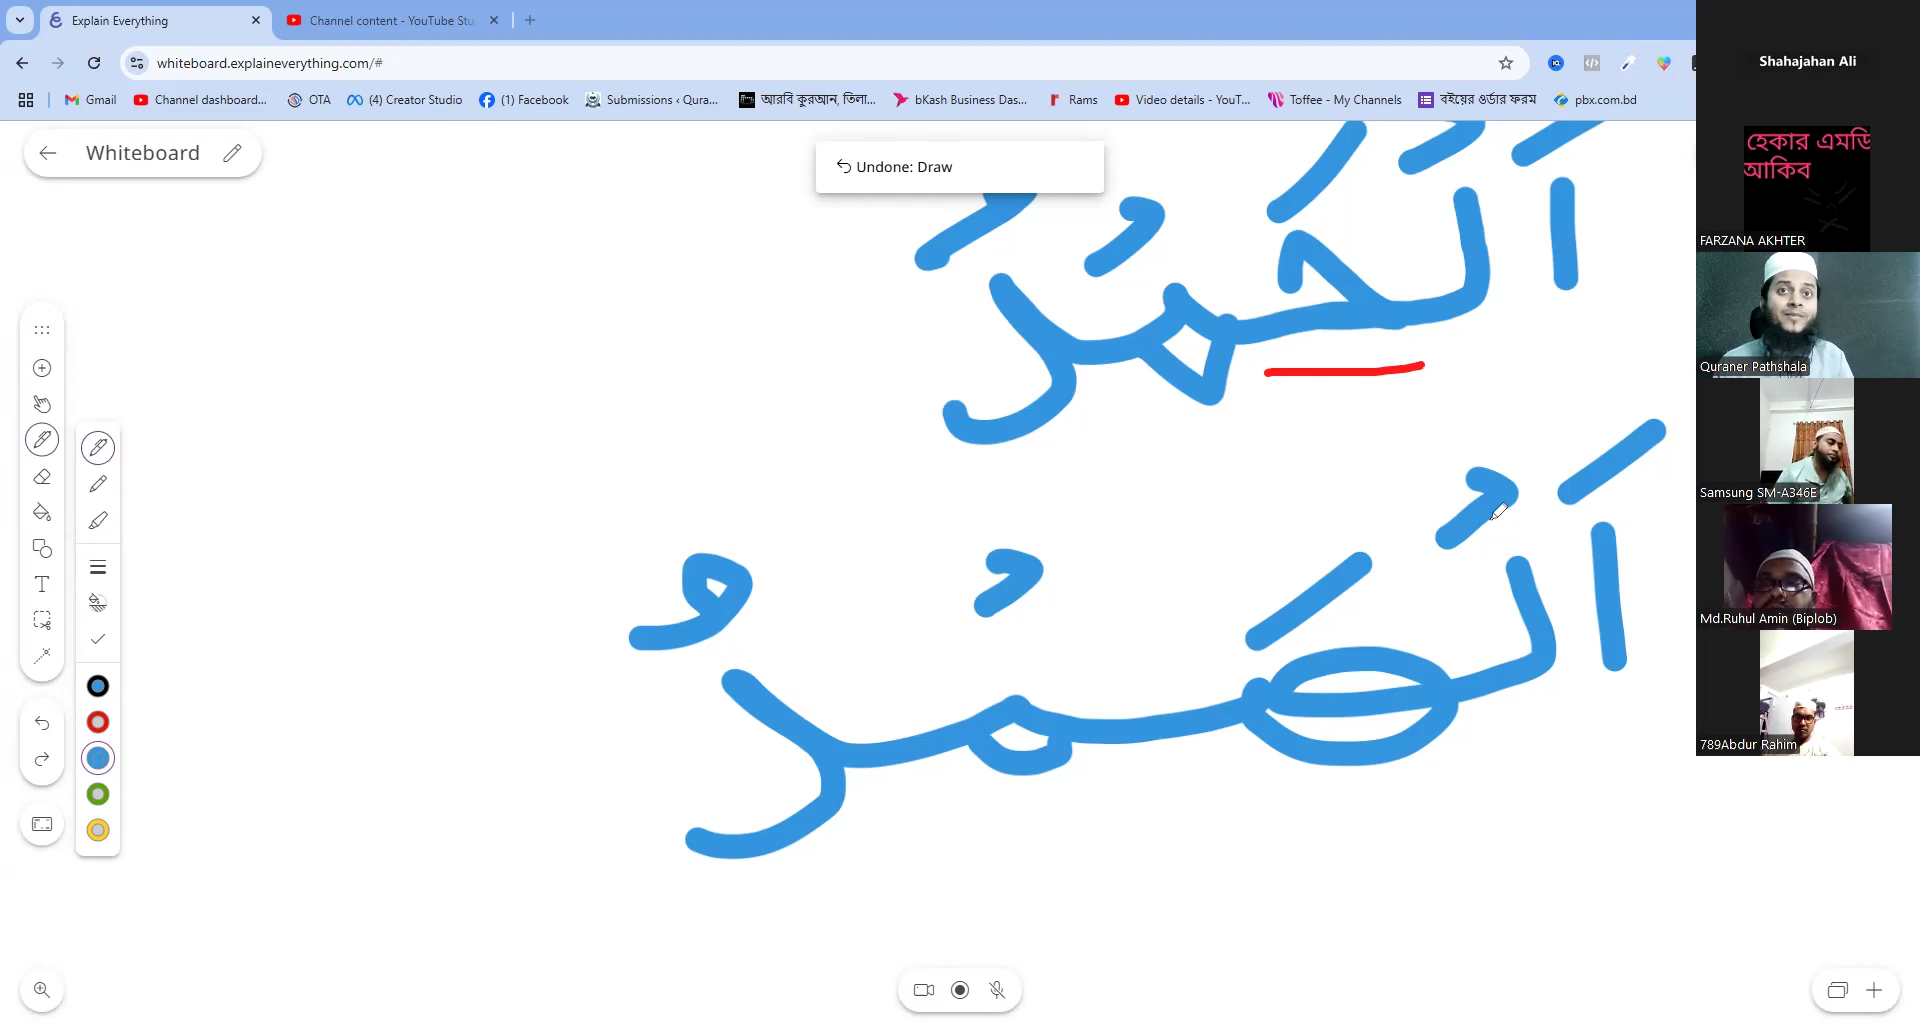 Explain Everything
Channel content - YouTube Stu
whiteboard.explaineverything.com/#
Gmail
Channel dashboard...
OTA
(4) Creator Studio
(1) Facebook
Submissions ‹ Qura...
আরবি কুরআন, তিলা...
bKash Business Das...
Rams
Video details - YouT...
Toffee - My Channels
বইয়ের ওর্ডার ফরম
pbx.com.bd
Whiteboard
Undone: Draw
اَلْحَمْدُ
اَلْصَمْدُ
T
Shahajahan Ali
হেকার এমডি
আকিব
FARZANA AKHTER
Quraner Pathshala
Samsung SM-A346E
Md.Ruhul Amin (Biplob)
789Abdur Rahim